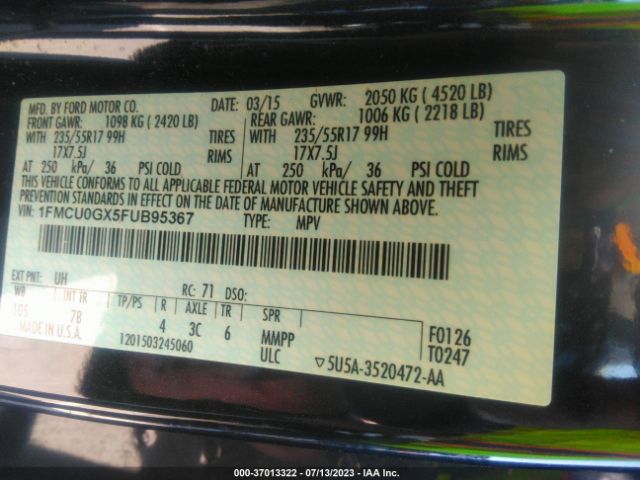 MFD. BY FORD MOTOR CO. DATE: 03/15 GVWR: 2050 KG ( 4520 LB)
FRONT GAWR: 1098 KG ( 2420 LB) REAR GAWR: 1006 KG ( 2218 LB)
WITH 235/55R17 99H TIRES WITH 235/55R17 99H TIRES
17X7.5J RIMS 17X7.5J RIMS
AT 250 kPa/ 36 PSI COLD AT 250 kPa/ 36 PSI COLD
THIS VEHICLE CONFORMS TO ALL APPLICABLE FEDERAL MOTOR VEHICLE SAFETY AND THEFT
PREVENTION STANDARDS IN EFFECT ON THE DATE OF MANUFACTURE SHOWN ABOVE.
VIN: 1FMCU0GX5FUB95367 TYPE: MPV
EXT PNT: UH RC: 71 DSO:
WB INT TR TP/PS R AXLE TR SPR
105 7B 4 3C 6 MMPP F0126
MADE IN U.S.A. 1201503245060 ULC T0247
▽5U5A-3520472-AA
000-37013322 - 07/13/2023 - IAA Inc.